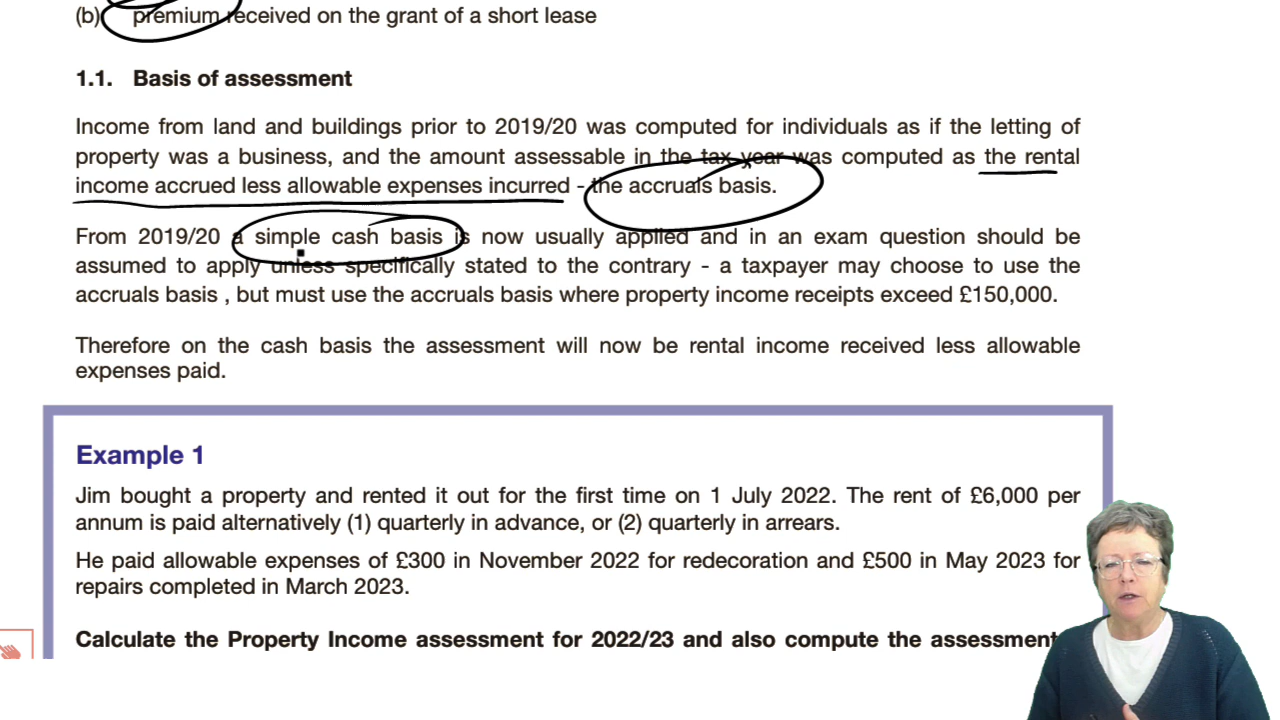 (b) premium received on the grant of a short lease
1.1. Basis of assessment
Income from land and buildings prior to 2019/20 was computed for individuals as if the letting of
property was a business, and the amount assessable in the tax year was computed as the rental
income accrued less allowable expenses incurred - the accruals basis.
From 2019/20 a simple cash basis is now usually applied and in an exam question should be
assumed to apply unless specifically stated to the contrary - a taxpayer may choose to use the
accruals basis , but must use the accruals basis where property income receipts exceed £150,000.
Therefore on the cash basis the assessment will now be rental income received less allowable
expenses paid.
Example 1
Jim bought a property and rented it out for the first time on 1 July 2022. The rent of £6,000 per
annum is paid alternatively (1) quarterly in advance, or (2) quarterly in arrears.
He paid allowable expenses of £300 in November 2022 for redecoration and £500 in May 2023 for
repairs completed in March 2023.
Calculate the Property Income assessment for 2022/23 and also compute the assessment